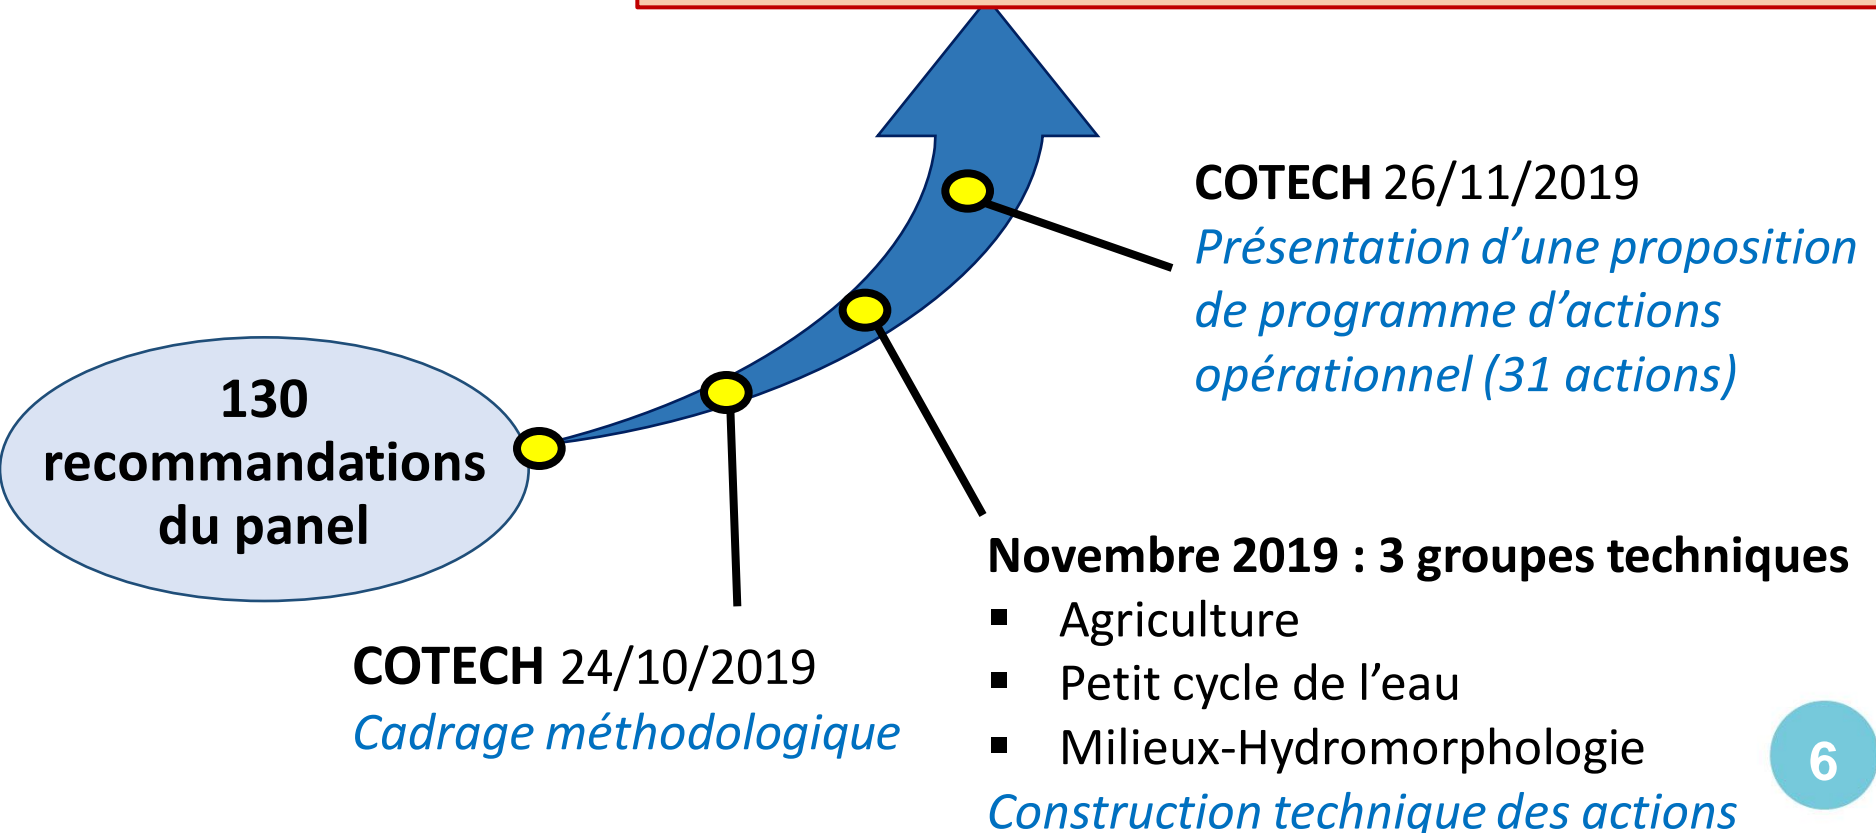 130
recommandations
du panel
COTECH 24/10/2019
Cadrage méthodologique
COTECH 26/11/2019
Présentation d’une proposition
de programme d’actions
opérationnel (31 actions)
Novembre 2019 : 3 groupes techniques
▪ Agriculture
▪ Petit cycle de l’eau
▪ Milieux-Hydromorphologie
Construction technique des actions
6